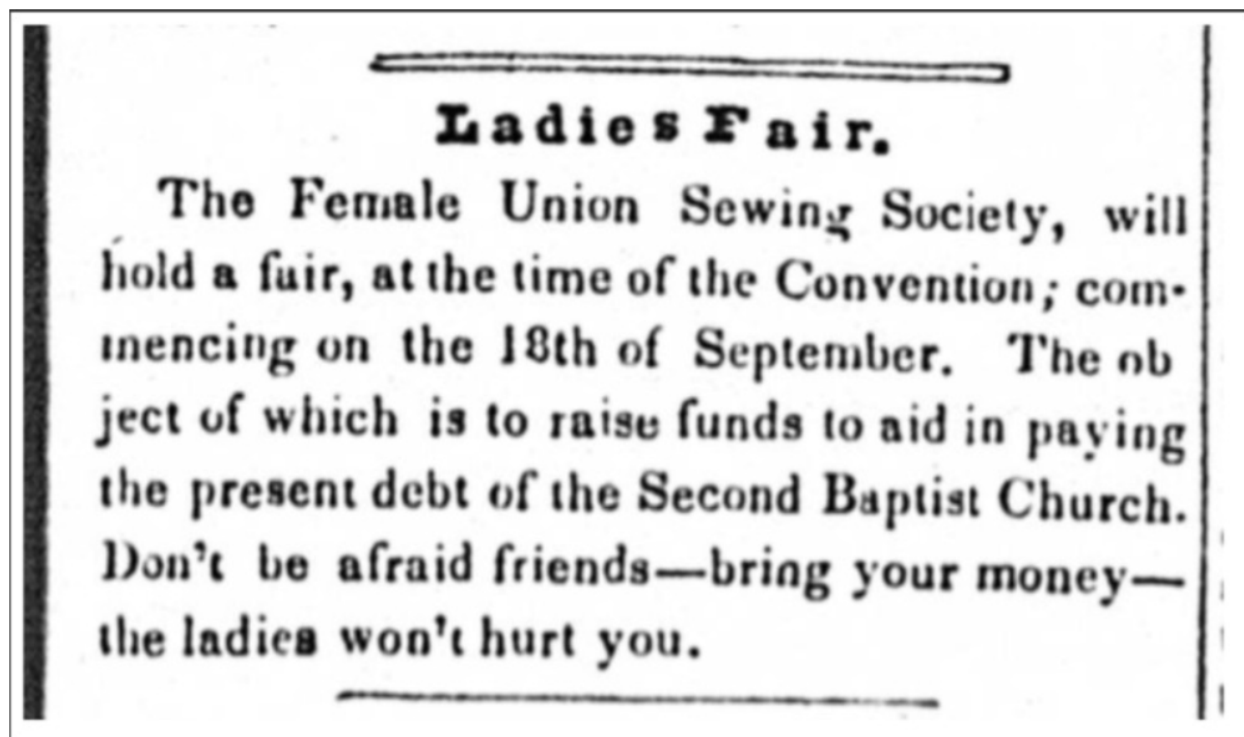 Ladies Fair.
The Female Union Sewing Society, will
hold a fair, at the time of the Convention; com-
mencing on the 18th of September. The ob
ject of which is to raise funds to aid in paying
the present debt of the Second Baptist Church.
Don't be afraid friends—bring your money—
the ladies won't hurt you.